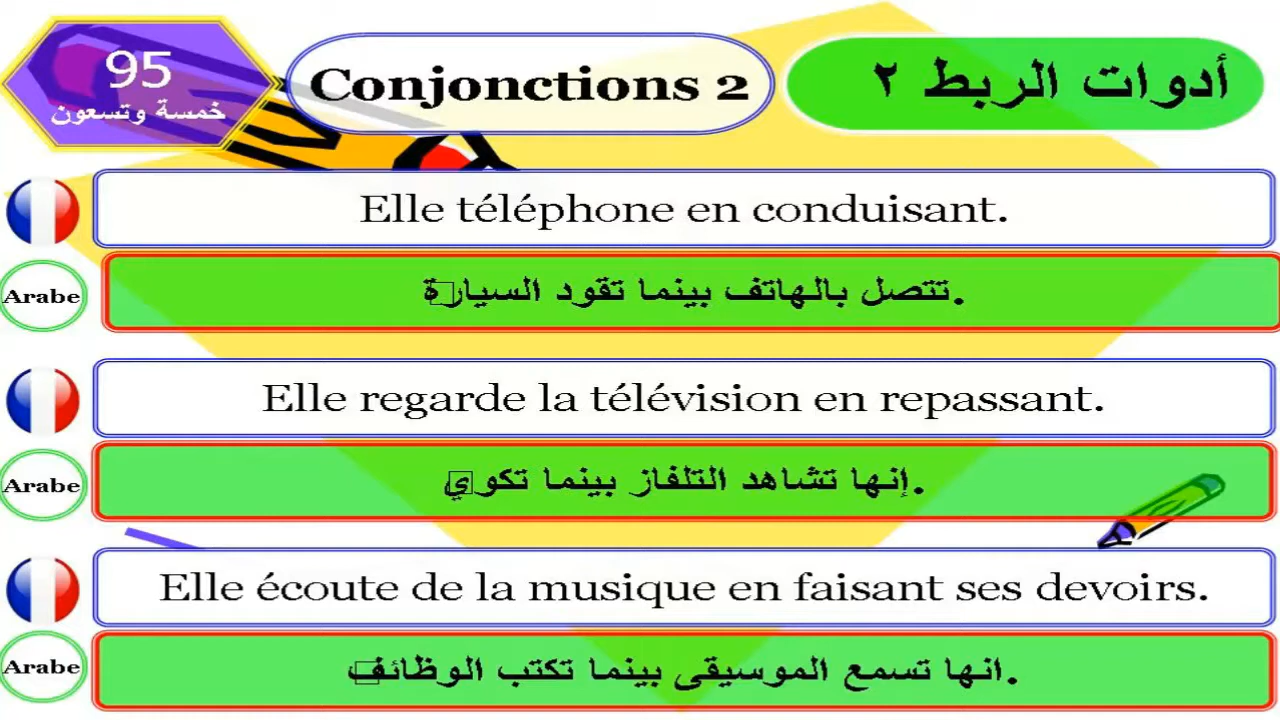 95
خمسة وتسعون
Conjonctions 2
أدوات الربط ٢
Elle téléphone en conduisant.
Arabe
تتصل بالهاتف بينما تقود السيارة.
Elle regarde la télévision en repassant.
Arabe
إنها تشاهد التلفاز بينما تكوي.
Elle écoute de la musique en faisant ses devoirs.
Arabe
انها تسمع الموسيقى بينما تكتب الوظائف.